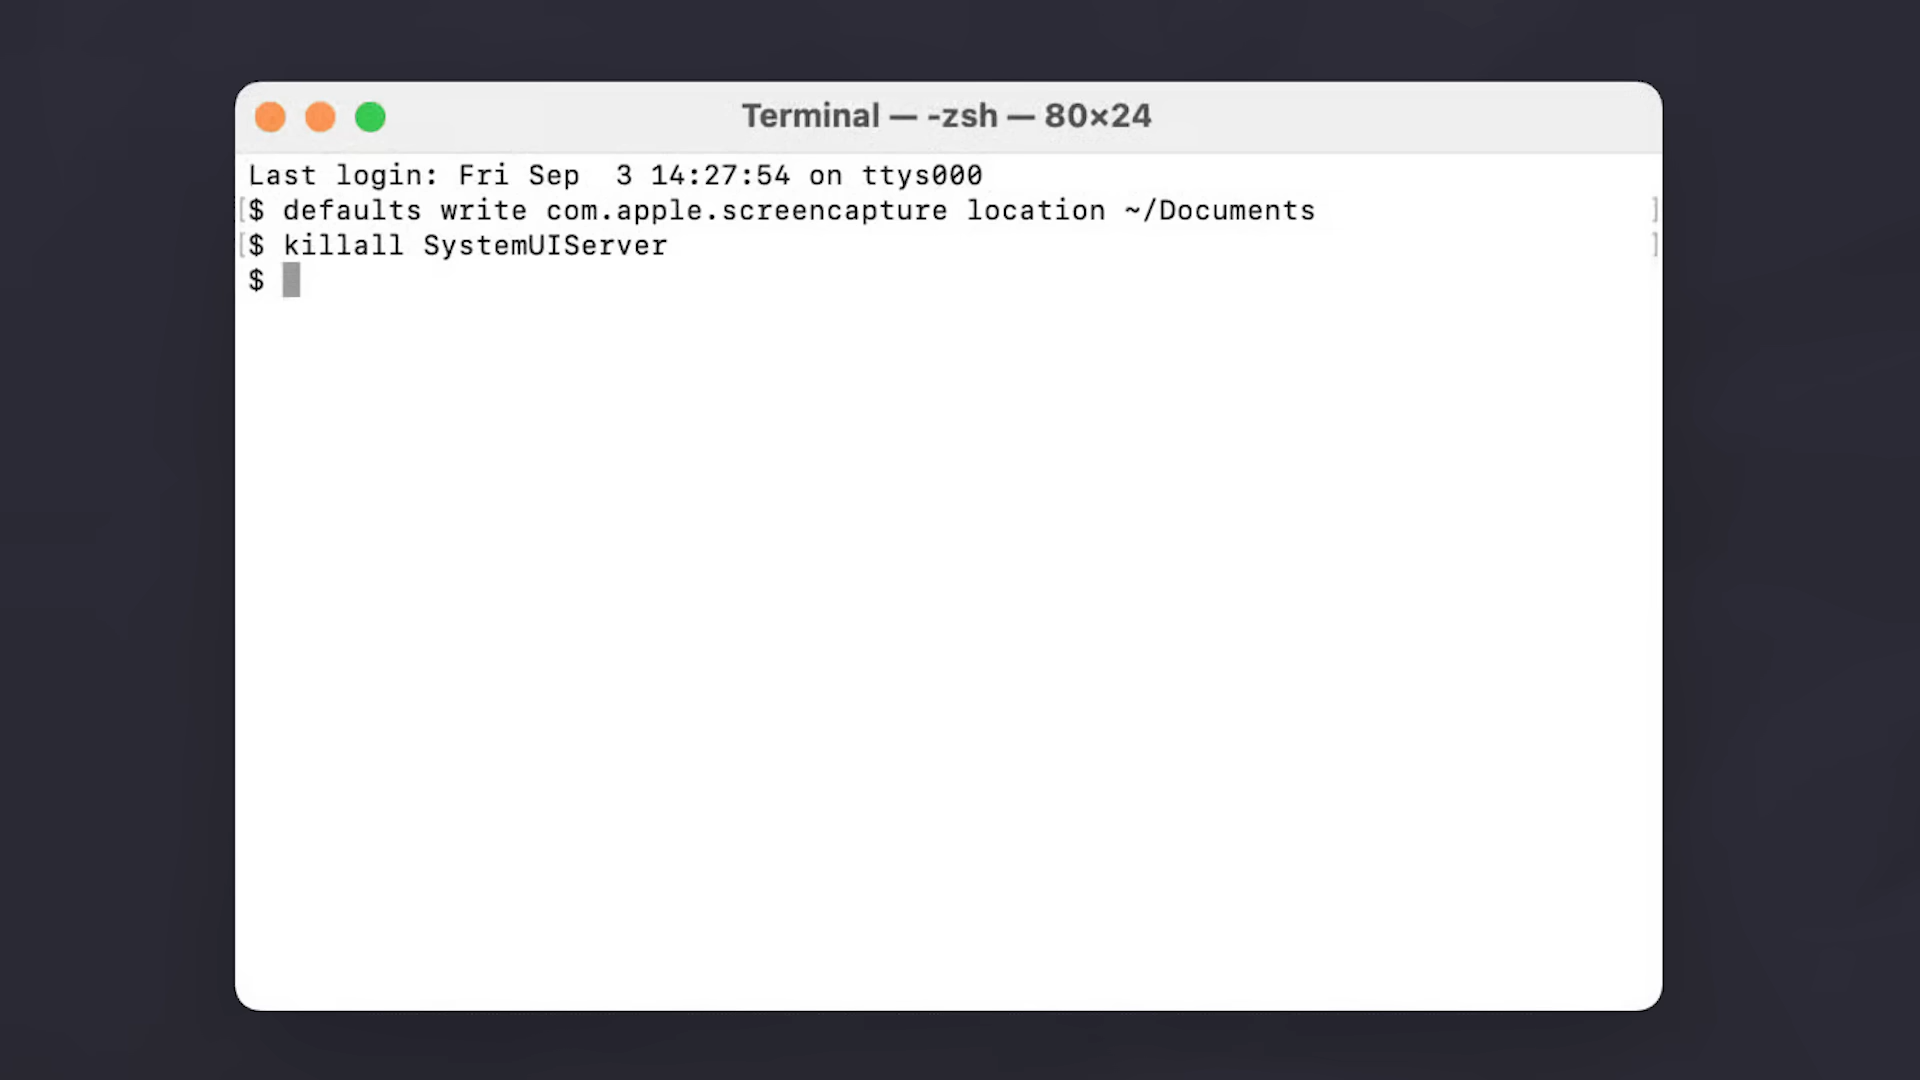 Terminal — -zsh — 80×24
Last login: Fri Sep  3 14:27:54 on ttys000
[$ defaults write com.apple.screencapture location ~/Documents ]
[$ killall SystemUIServer ]
$